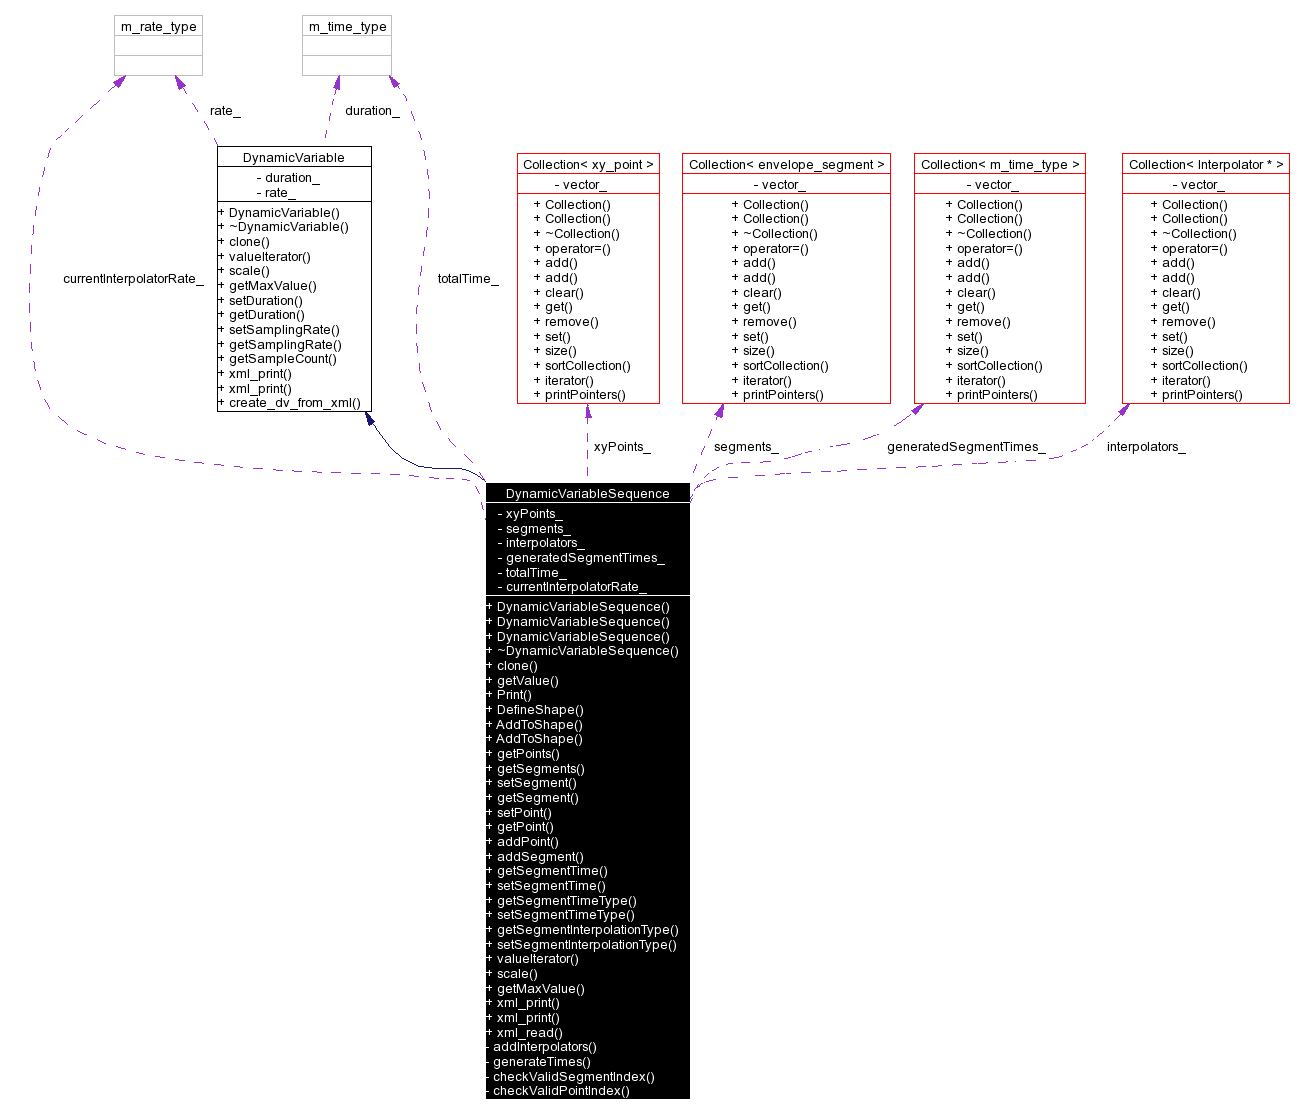 m_rate_type
m_time_type
rate_
duration_
DynamicVariable
- duration_
- rate_
+ DynamicVariable()
+ ~DynamicVariable()
+ clone()
+ valueIterator()
+ scale()
+ getMaxValue()
+ setDuration()
+ getDuration()
+ setSamplingRate()
+ getSamplingRate()
+ getSampleCount()
+ xml_print()
+ xml_print()
+ create_dv_from_xml()
Collection< xy_point >
- vector_
+ Collection()
+ Collection()
+ ~Collection()
+ operator=()
+ add()
+ add()
+ clear()
+ get()
+ remove()
+ set()
+ size()
+ sortCollection()
+ iterator()
+ printPointers()
Collection< envelope_segment >
- vector_
+ Collection()
+ Collection()
+ ~Collection()
+ operator=()
+ add()
+ add()
+ clear()
+ get()
+ remove()
+ set()
+ size()
+ sortCollection()
+ iterator()
+ printPointers()
Collection< m_time_type >
- vector_
+ Collection()
+ Collection()
+ ~Collection()
+ operator=()
+ add()
+ add()
+ clear()
+ get()
+ remove()
+ set()
+ size()
+ sortCollection()
+ iterator()
+ printPointers()
Collection< Interpolator * >
- vector_
+ Collection()
+ Collection()
+ ~Collection()
+ operator=()
+ add()
+ add()
+ clear()
+ get()
+ remove()
+ set()
+ size()
+ sortCollection()
+ iterator()
+ printPointers()
currentInterpolatorRate_
totalTime_
xyPoints_
segments_
generatedSegmentTimes_
interpolators_
DynamicVariableSequence
- xyPoints_
- segments_
- interpolators_
- generatedSegmentTimes_
- totalTime_
- currentInterpolatorRate_
+ DynamicVariableSequence()
+ DynamicVariableSequence()
+ DynamicVariableSequence()
+ ~DynamicVariableSequence()
+ clone()
+ getValue()
+ Print()
+ DefineShape()
+ AddToShape()
+ AddToShape()
+ getPoints()
+ getSegments()
+ setSegment()
+ getSegment()
+ setPoint()
+ getPoint()
+ addPoint()
+ addSegment()
+ getSegmentTime()
+ setSegmentTime()
+ getSegmentTimeType()
+ setSegmentTimeType()
+ getSegmentInterpolationType()
+ setSegmentInterpolationType()
+ valueIterator()
+ scale()
+ getMaxValue()
+ xml_print()
+ xml_print()
+ xml_read()
- addInterpolators()
- generateTimes()
- checkValidSegmentIndex()
- checkValidPointIndex()